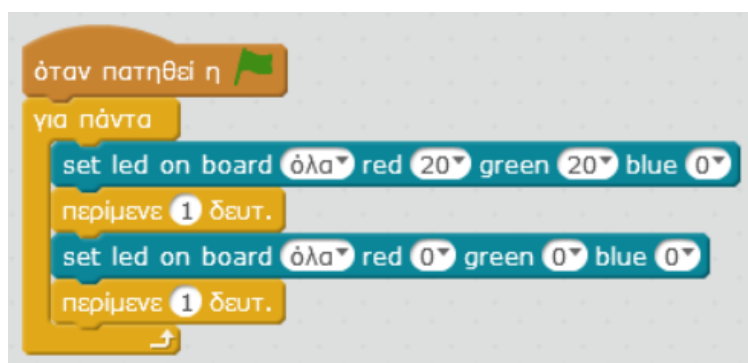 όταν πατηθεί η
για πάντα
set led on board όλα red 20 green 20 blue 0
περίμενε 1 δευτ.
set led on board όλα red 0 green 0 blue 0
περίμενε 1 δευτ.